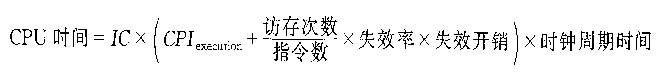 CPU 时间 = IC × ( CPI_execution + 访存次数/指令数 × 失效率 × 失效开销 ) × 时钟周期时间